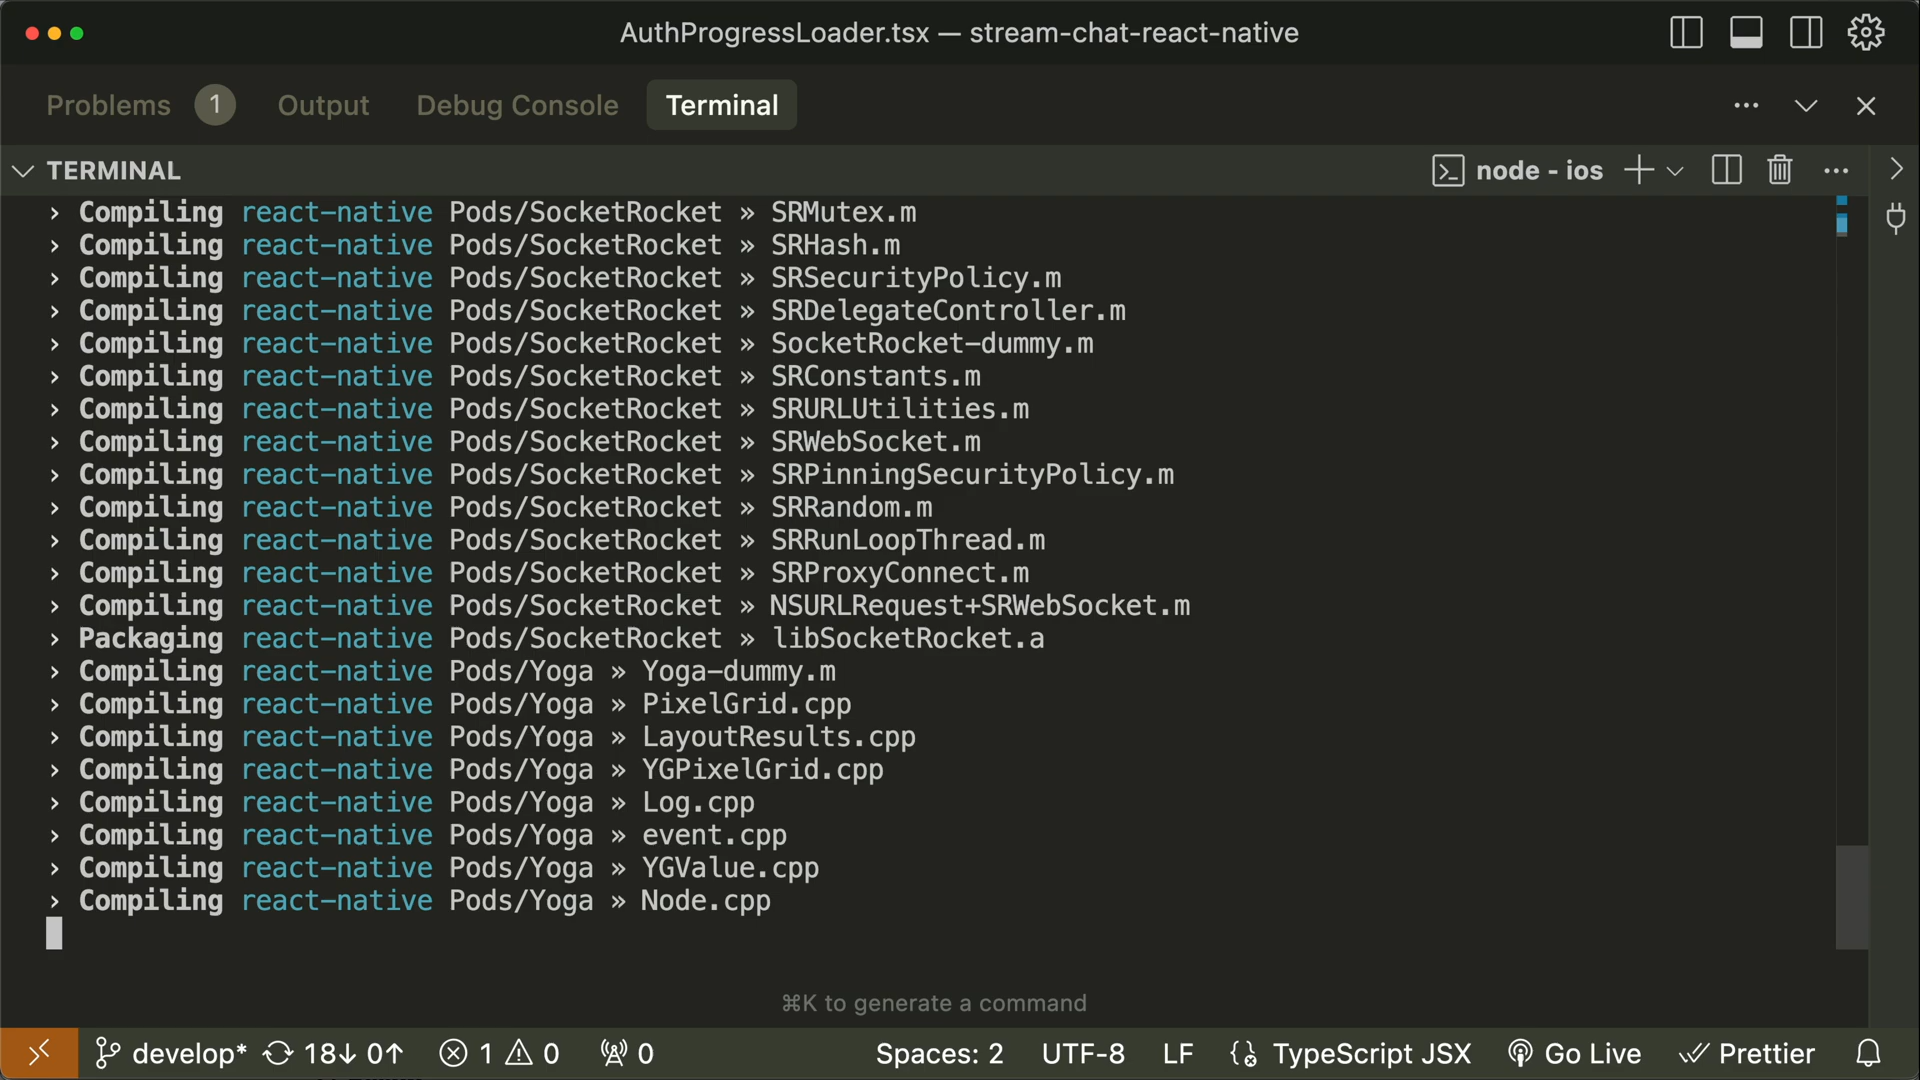 AuthProgressLoader.tsx — stream-chat-react-native
Problems 1 Output Debug Console Terminal
TERMINAL node - ios
› Compiling react-native Pods/SocketRocket » SRMutex.m
› Compiling react-native Pods/SocketRocket » SRHash.m
› Compiling react-native Pods/SocketRocket » SRSecurityPolicy.m
› Compiling react-native Pods/SocketRocket » SRDelegateController.m
› Compiling react-native Pods/SocketRocket » SocketRocket-dummy.m
› Compiling react-native Pods/SocketRocket » SRConstants.m
› Compiling react-native Pods/SocketRocket » SRURLUtilities.m
› Compiling react-native Pods/SocketRocket » SRWebSocket.m
› Compiling react-native Pods/SocketRocket » SRPinningSecurityPolicy.m
› Compiling react-native Pods/SocketRocket » SRRandom.m
› Compiling react-native Pods/SocketRocket » SRRunLoopThread.m
› Compiling react-native Pods/SocketRocket » SRProxyConnect.m
› Compiling react-native Pods/SocketRocket » NSURLRequest+SRWebSocket.m
› Packaging react-native Pods/SocketRocket » libSocketRocket.a
› Compiling react-native Pods/Yoga » Yoga-dummy.m
› Compiling react-native Pods/Yoga » PixelGrid.cpp
› Compiling react-native Pods/Yoga » LayoutResults.cpp
› Compiling react-native Pods/Yoga » YGPixelGrid.cpp
› Compiling react-native Pods/Yoga » Log.cpp
› Compiling react-native Pods/Yoga » event.cpp
› Compiling react-native Pods/Yoga » YGValue.cpp
› Compiling react-native Pods/Yoga » Node.cpp
⌘K to generate a command
develop* 18↓ 0↑ 1 0 0 Spaces: 2 UTF-8 LF TypeScript JSX Go Live Prettier